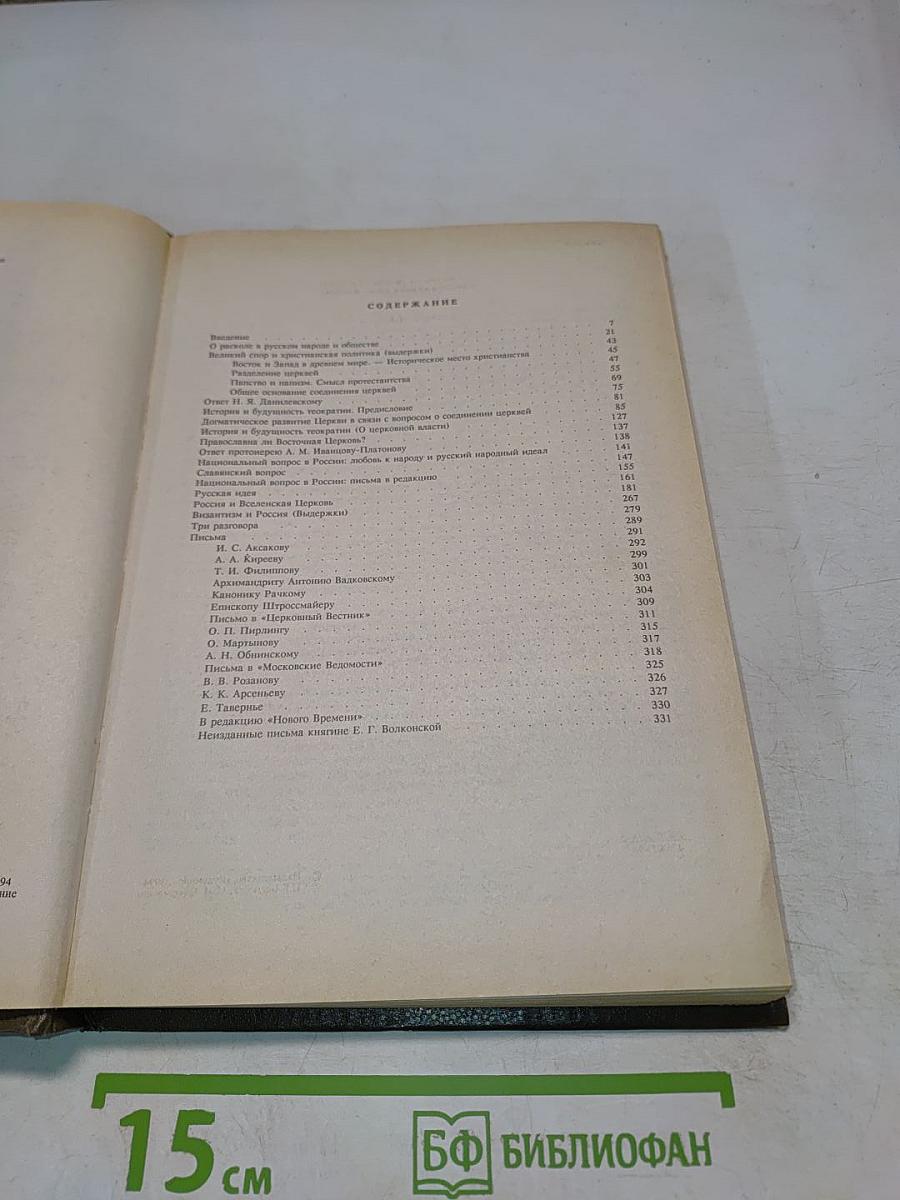 СОДЕРЖАНИЕ
Введение 7
О расколе в русском народе и обществе 21
Великий спор и христианская политика (выдержки) 43
Восток и Запад в древнем мире. — Историческое место христианства 45
Разделение церквей 47
Папство и папизм. Смысл протестантства 55
Общее основание соединения церквей 69
Ответ Н. Я. Данилевскому 75
История и будущность теократии. Предисловие 81
Догматическое развитие Церкви в связи с вопросом о соединении церквей 85
История и будущность теократии (О церковной власти) 127
Православна ли Восточная Церковь? 137
Ответ протоиерею А. М. Иванцову-Платонову 138
Национальный вопрос в России: любовь к народу и русский народный идеал 141
Славянский вопрос 147
Национальный вопрос в России: письма в редакцию 155
Русская идея 161
Россия и Вселенская Церковь 181
Византизм и Россия (Выдержки) 267
Три разговора 279
Письма 289
И. С. Аксакову 291
А. А. Кирееву 292
Т. И. Филиппову 299
Архимандриту Антонию Вадковскому 301
Канонику Рачкому 303
Епископу Штроссмайеру 304
Письмо в «Церковный Вестник» 309
О. П. Пирлингу 311
О. Мартынову 315
А. Н. Обнинскому 317
Письма в «Московские Ведомости» 318
В. В. Розанову 325
К. К. Арсеньеву 326
Е. Тавернье 327
В редакцию «Нового Времени» 330
Неизданные письма княгине Е. Г. Волконской 331
94
ние
15 см
БФ БИБЛИОФАН